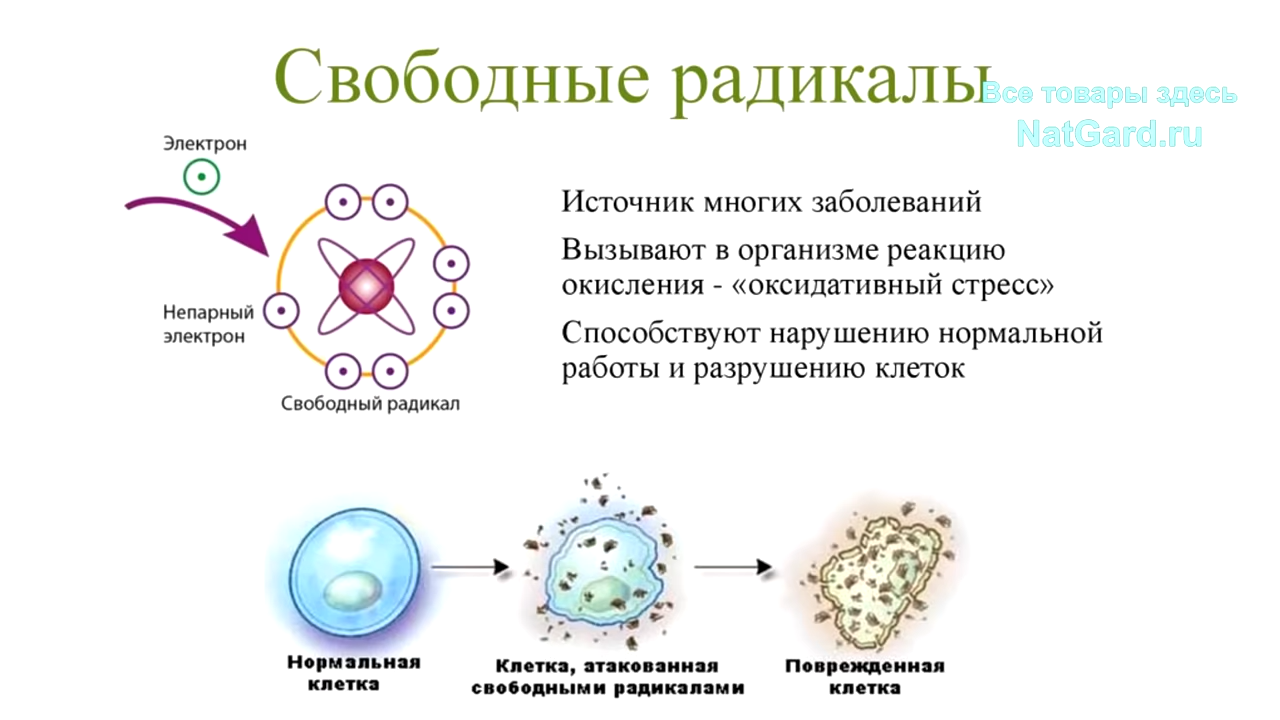 Свободные радикалы
Все товары здесь
NatGard.ru
Электрон
Непарный
электрон
Свободный радикал
Источник многих заболеваний
Вызывают в организме реакцию
окисления - «оксидативный стресс»
Способствуют нарушению нормальной
работы и разрушению клеток
Нормальная
клетка
Клетка, атакованная
свободными радикалами
Поврежденная
клетка